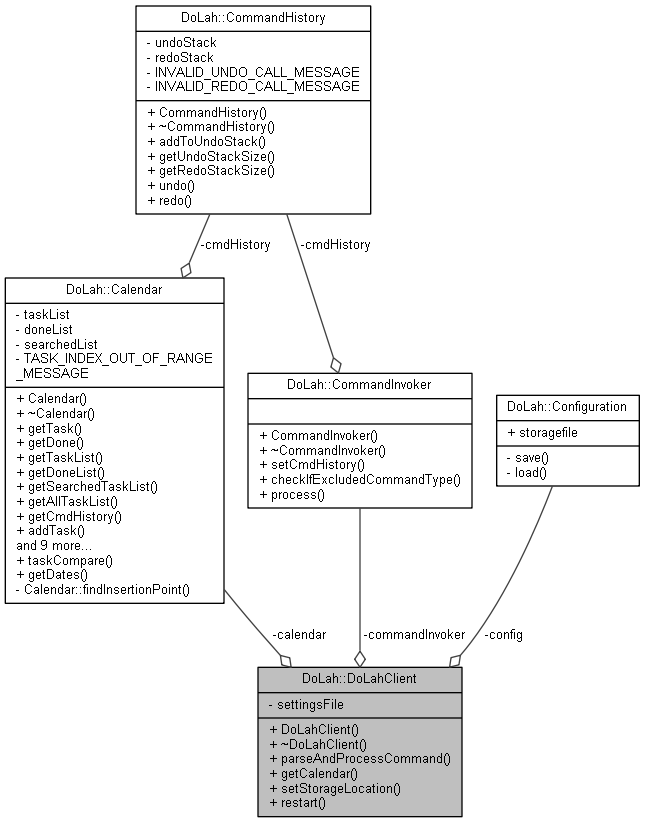 DoLah::CommandHistory
- undoStack
- redoStack
- INVALID_UNDO_CALL_MESSAGE
- INVALID_REDO_CALL_MESSAGE
+ CommandHistory()
+ ~CommandHistory()
+ addToUndoStack()
+ getUndoStackSize()
+ getRedoStackSize()
+ undo()
+ redo()
-cmdHistory
-cmdHistory
DoLah::Calendar
- taskList
- doneList
- searchedList
- TASK_INDEX_OUT_OF_RANGE
_MESSAGE
+ Calendar()
+ ~Calendar()
+ getTask()
+ getDone()
+ getTaskList()
+ getDoneList()
+ getSearchedTaskList()
+ getAllTaskList()
+ getCmdHistory()
+ addTask()
and 9 more...
+ taskCompare()
+ getDates()
- Calendar::findInsertionPoint()
DoLah::CommandInvoker
+ CommandInvoker()
+ ~CommandInvoker()
+ setCmdHistory()
+ checkIfExcludedCommandType()
+ process()
DoLah::Configuration
+ storagefile
- save()
- load()
-calendar
-commandInvoker
-config
DoLah::DoLahClient
- settingsFile
+ DoLahClient()
+ ~DoLahClient()
+ parseAndProcessCommand()
+ getCalendar()
+ setStorageLocation()
+ restart()